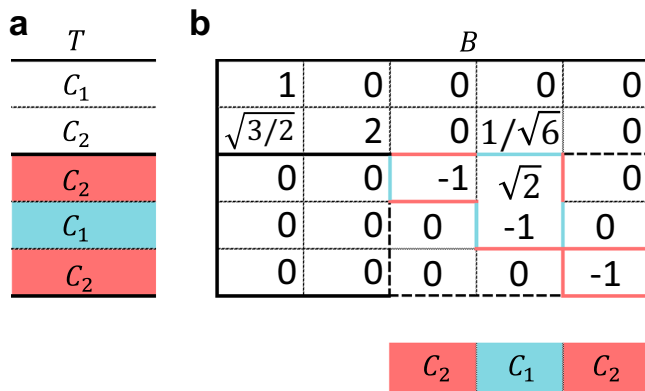 a b
T B
C₁ 1 0 0 0 0
C₂ √3/2 2 0 1/√6 0
C₂ 0 0 -1 √2 0
C₁ 0 0 0 -1 0
C₂ 0 0 0 0 -1
C₂ C₁ C₂